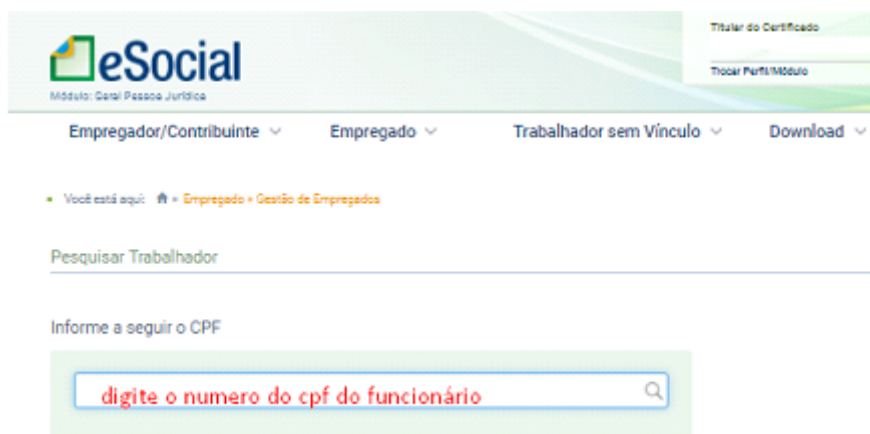 Titular do Certificado
eSocial
Trocar Perfil/Módulo
Módulo: Geral Pessoa Jurídica
Empregador/Contribuinte Empregado Trabalhador sem Vínculo Download
Você está aqui: » Empregado » Gestão de Empregados
Pesquisar Trabalhador
Informe a seguir o CPF
digite o numero do cpf do funcionário